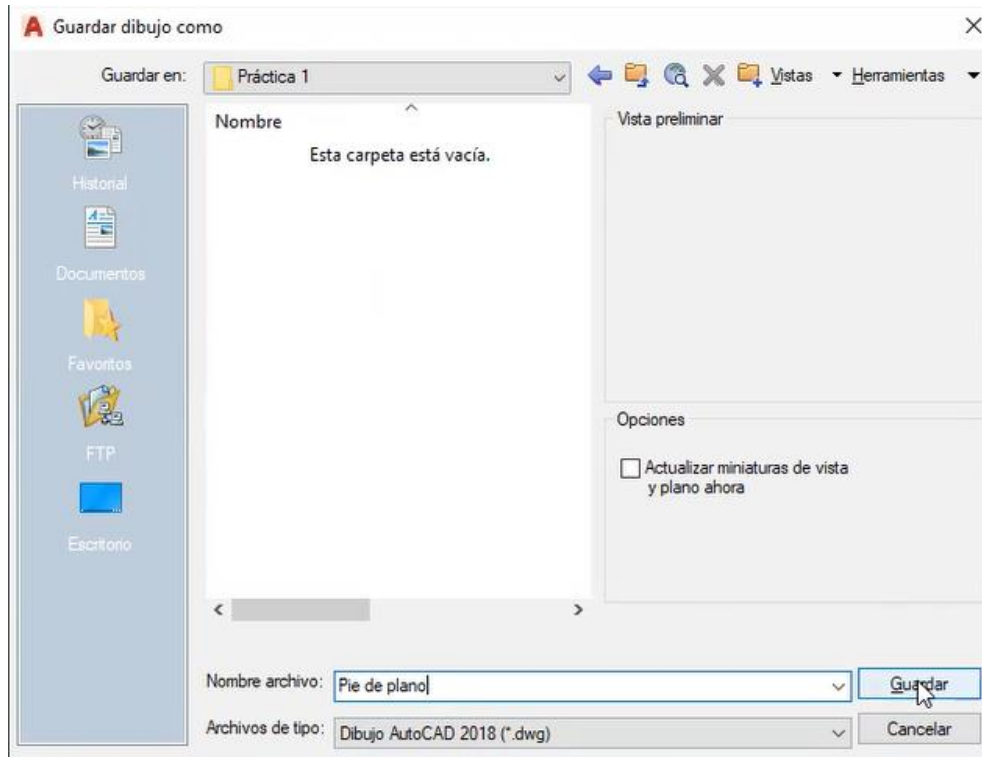 Guardar dibujo como
Guardar en: Práctica 1 Vistas Herramientas
Historial
Documentos
Favoritos
FTP
Escritorio
Nombre
Esta carpeta está vacía.
Vista preliminar
Opciones
Actualizar miniaturas de vista
y plano ahora
Nombre archivo: Pie de plano Guardar
Archivos de tipo: Dibujo AutoCAD 2018 (*.dwg) Cancelar